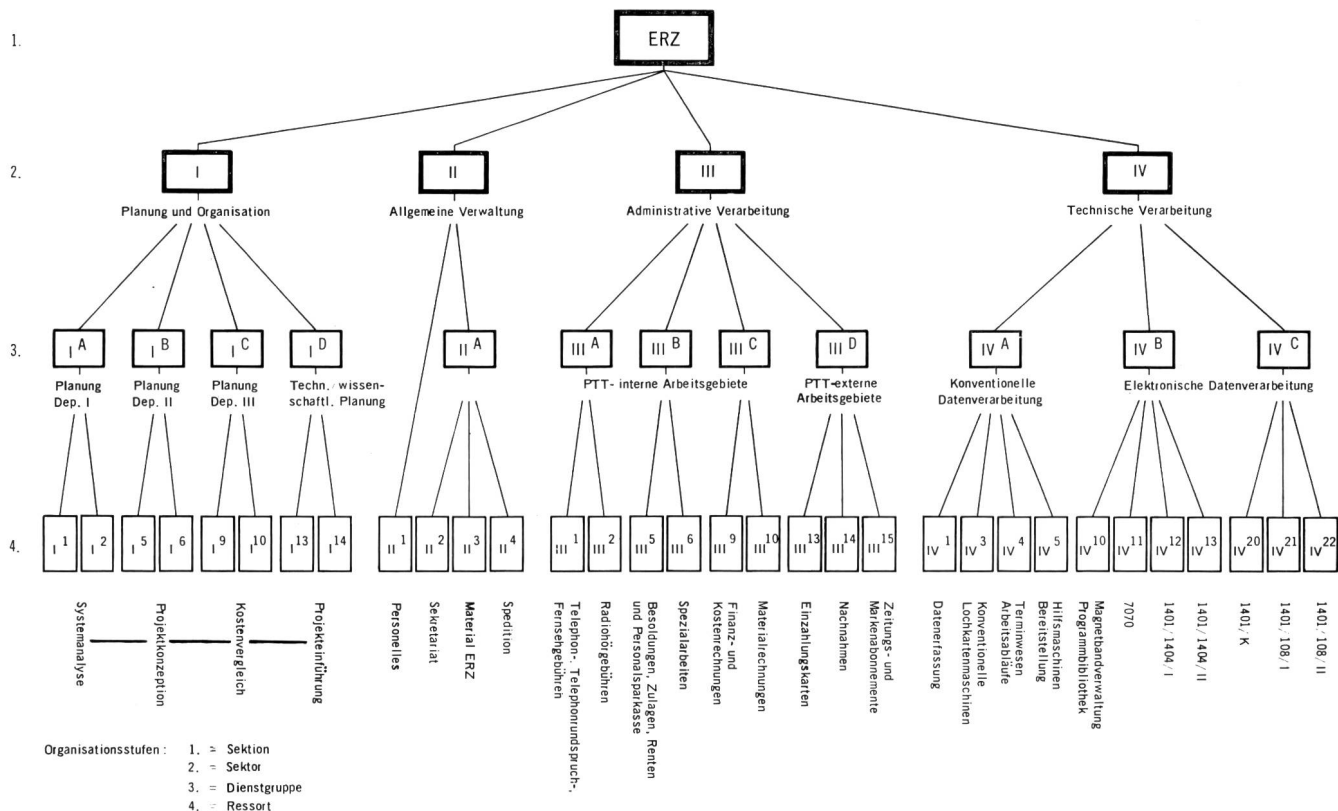 1.
ERZ
2.
I
II
III
IV
Planung und Organisation
Allgemeine Verwaltung
Administrative Verarbeitung
Technische Verarbeitung
3.
I A
I B
I C
I D
II A
III A
III B
III C
III D
IV A
IV B
IV C
Planung
Dep. I
Planung
Dep. II
Planung
Dep. III
Techn./wissen-
schaftl. Planung
PTT-interne Arbeitsgebiete
PTT-externe
Arbeitsgebiete
Konventionelle
Datenverarbeitung
Elektronische Datenverarbeitung
4.
I 1
I 2
I 5
I 6
I 9
I 10
I 13
I 14
II 1
II 2
II 3
II 4
III 1
III 2
III 5
III 6
III 9
III 10
III 13
III 14
III 15
IV 1
IV 3
IV 4
IV 5
IV 10
IV 11
IV 12
IV 13
IV 20
IV 21
IV 22
Systemanalyse
Projektkonzeption
Kostenvergleich
Projekteinführung
Personelles
Sekretariat
Material ERZ
Spedition
Telephon-, Telephonrundspruch-,
Fernsehgebühren
Radiohörgebühren
Besoldungen, Zulagen, Renten
und Personalsparkasse
Spezialarbeiten
Finanz- und
Kostenrechnungen
Materialrechnungen
Einzahlungskarten
Nachnahmen
Zeitungs- und
Markenabonnemente
Datenerfassung
Konventionelle
Lochkartenmaschinen
Terminwesen
Arbeitsabläufe
Hilfsmaschinen
Bereitstellung
Magnetbandverwaltung
Programmbibliothek
7070
1401/1404/I
1401/1404/II
1401/K
1401/108/I
1401/108/II
Organisationsstufen :
1. = Sektion
2. = Sektor
3. = Dienstgruppe
4. = Ressort